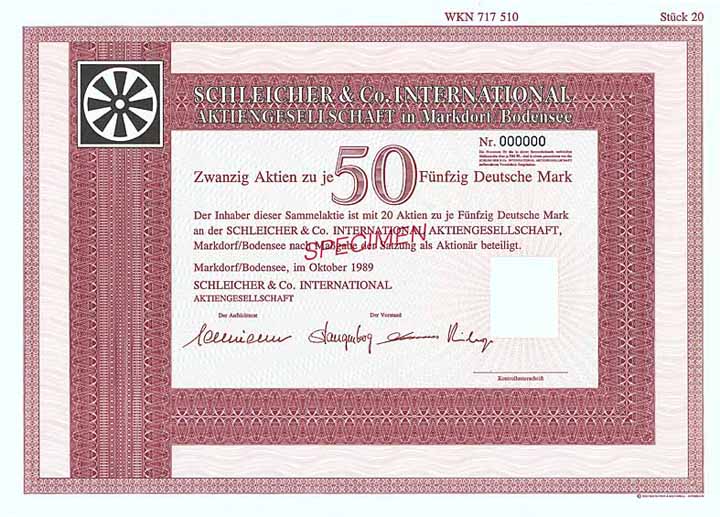 WKN 717 510
Stück 20
SCHLEICHER & Co. INTERNATIONAL
AKTIENGESELLSCHAFT in Markdorf/Bodensee
Nr. 000000
Zwanzig Aktien zu je 50 Fünfzig Deutsche Mark
Der Inhaber dieser Sammelaktie ist mit 20 Aktien zu je Fünfzig Deutsche Mark
an der SCHLEICHER & Co. INTERNATIONAL AKTIENGESELLSCHAFT,
Markdorf/Bodensee nach Maßgabe der Satzung als Aktionär beteiligt.
SPECIMEN
Markdorf/Bodensee, im Oktober 1989
SCHLEICHER & Co. INTERNATIONAL
AKTIENGESELLSCHAFT
Der Aufsichtsrat
Der Vorstand
Kontrollunterschrift